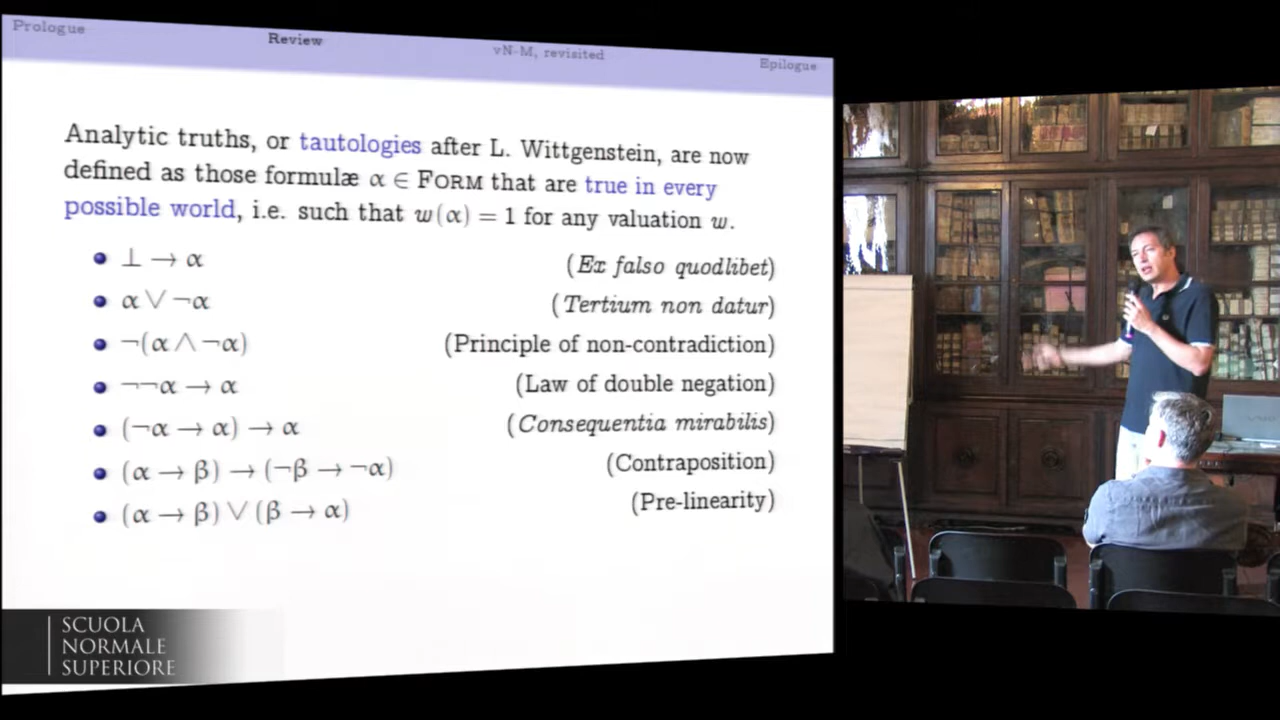 Prologue
Review
vN-M, revisited
Epilogue
Analytic truths, or tautologies after L. Wittgenstein, are now
defined as those formulæ α ∈ FORM that are true in every
possible world, i.e. such that w(α) = 1 for any valuation w.
⊥ → α (Ex falso quodlibet)
α ∨ ¬α (Tertium non datur)
¬(α ∧ ¬α) (Principle of non-contradiction)
¬¬α → α (Law of double negation)
(¬α → α) → α (Consequentia mirabilis)
(α → β) → (¬β → ¬α) (Contraposition)
(α → β) ∨ (β → α) (Pre-linearity)
SCUOLA
NORMALE
SUPERIORE